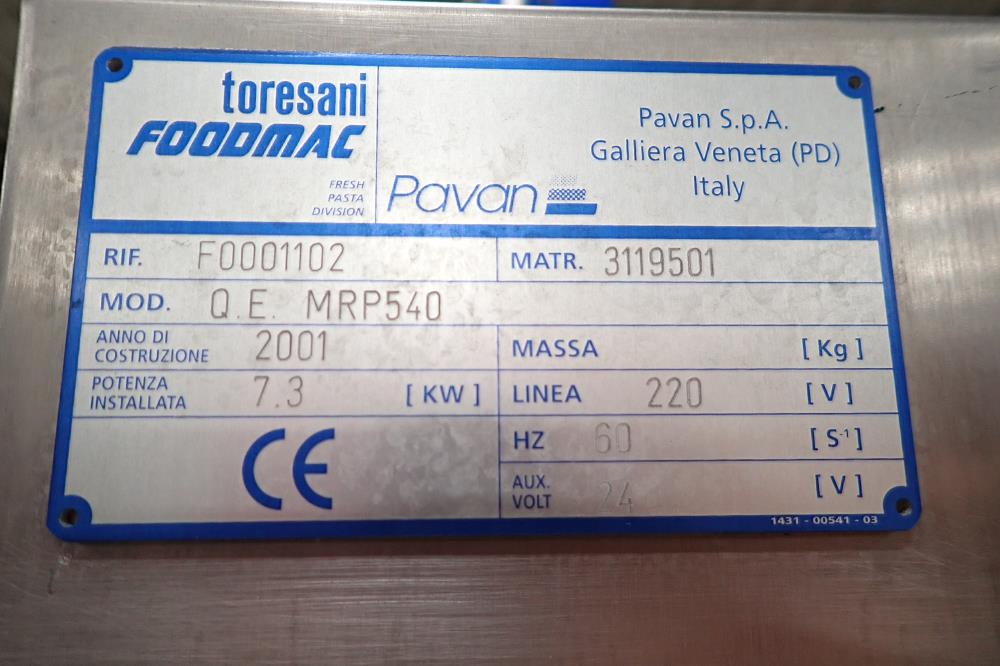 toresani
FOODMAC
FRESH
PASTA
DIVISION
Pavan
Pavan S.p.A.
Galliera Veneta (PD)
Italy
RIF. F0001102
MATR. 3119501
MOD. Q.E. MRP540
ANNO DI
COSTRUZIONE 2001
MASSA [Kg]
POTENZA
INSTALLATA 7.3 [KW]
LINEA 220 [V]
HZ 60 [S-1]
AUX.
VOLT 24 [V]
CE
1431 - 00541 - 03